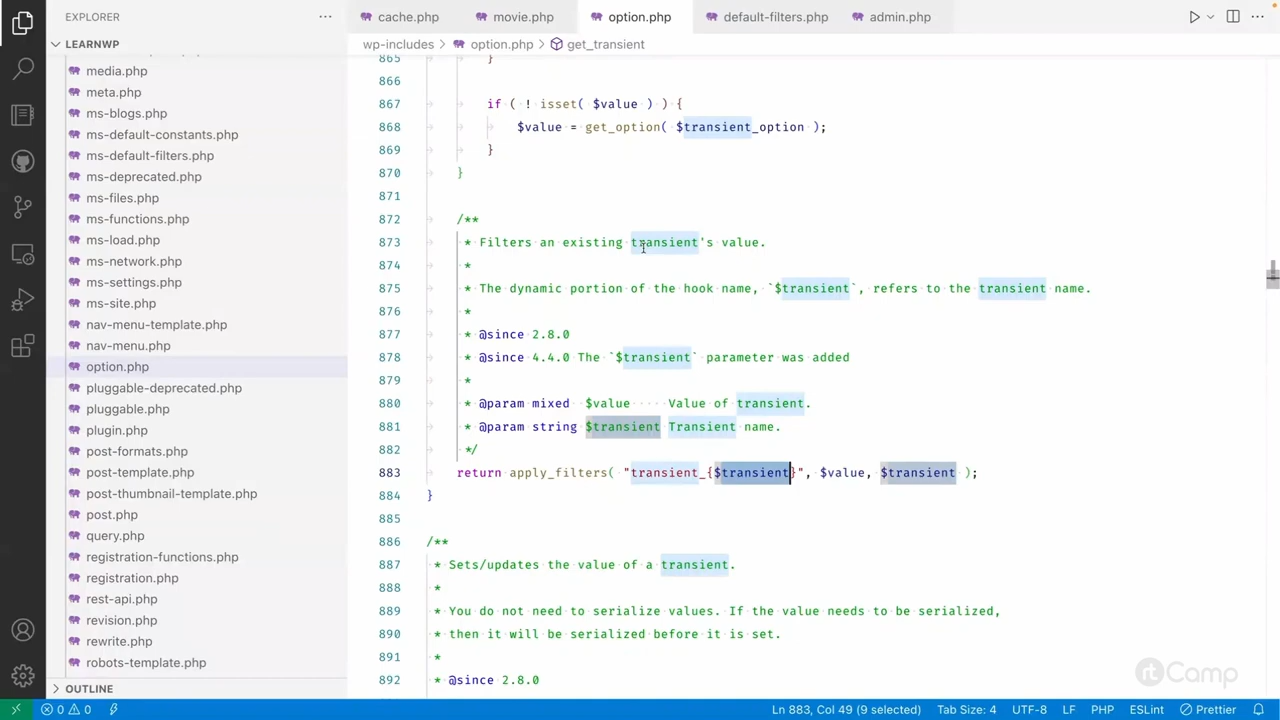 EXPLORER
cache.php
movie.php
option.php
default-filters.php
admin.php
LEARNWP
wp-includes > option.php > get_transient
media.php
meta.php
ms-blogs.php
ms-default-constants.php
ms-default-filters.php
ms-deprecated.php
ms-files.php
ms-functions.php
ms-load.php
ms-network.php
ms-settings.php
ms-site.php
nav-menu-template.php
nav-menu.php
option.php
pluggable-deprecated.php
pluggable.php
plugin.php
post-formats.php
post-template.php
post-thumbnail-template.php
post.php
query.php
registration-functions.php
registration.php
rest-api.php
revision.php
rewrite.php
robots-template.php
OUTLINE
865 }
866
867 if ( ! isset( $value ) ) {
868 $value = get_option( $transient_option );
869 }
870 }
871
872 /**
873 * Filters an existing transient's value.
874 *
875 * The dynamic portion of the hook name, `$transient`, refers to the transient name.
876 *
877 * @since 2.8.0
878 * @since 4.4.0 The `$transient` parameter was added
879 *
880 * @param mixed $value Value of transient.
881 * @param string $transient Transient name.
882 */
883 return apply_filters( "transient_{$transient}", $value, $transient );
884 }
885
886 /**
887 * Sets/updates the value of a transient.
888 *
889 * You do not need to serialize values. If the value needs to be serialized,
890 * then it will be serialized before it is set.
891 *
892 * @since 2.8.0
rtCamp
0 0 Ln 883, Col 49 (9 selected) Tab Size: 4 UTF-8 LF PHP ESLint Prettier